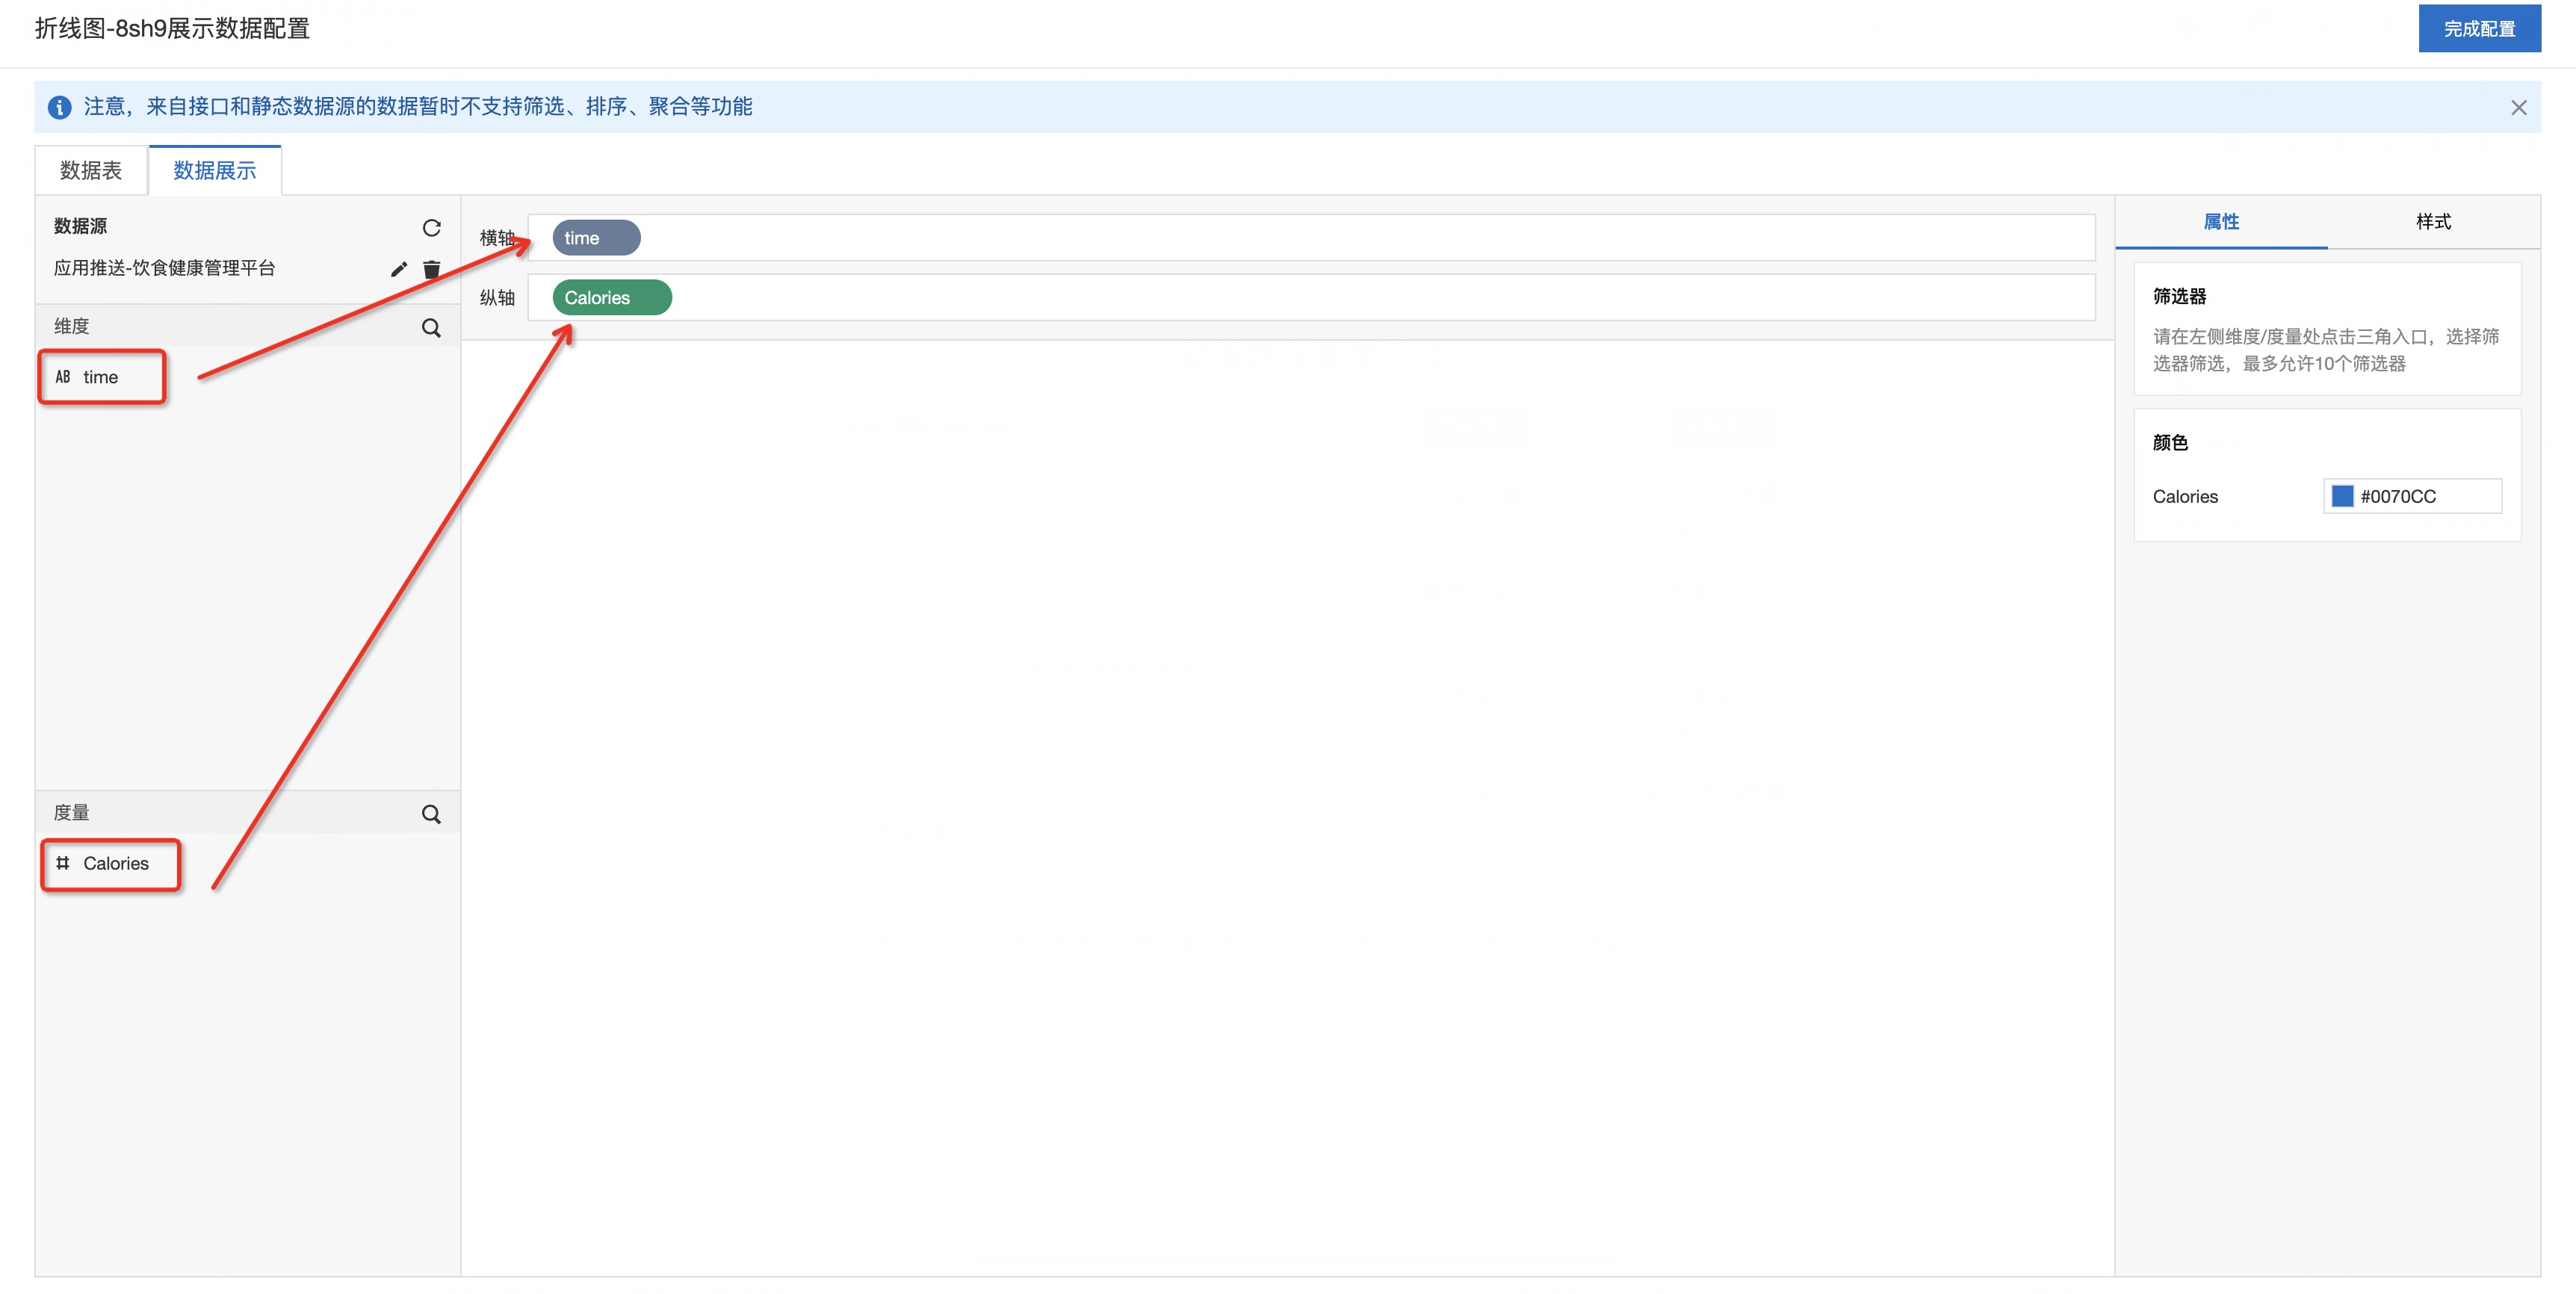 折线图-8sh9展示数据配置
完成配置
注意，来自接口和静态数据源的数据暂时不支持筛选、排序、聚合等功能
数据表
数据展示
数据源
应用推送-饮食健康管理平台
维度
AB time
度量
Calories
横轴 time
纵轴 Calories
属性
样式
筛选器
请在左侧维度/度量处点击三角入口，选择筛
选器筛选，最多允许10个筛选器
颜色
Calories #0070CC